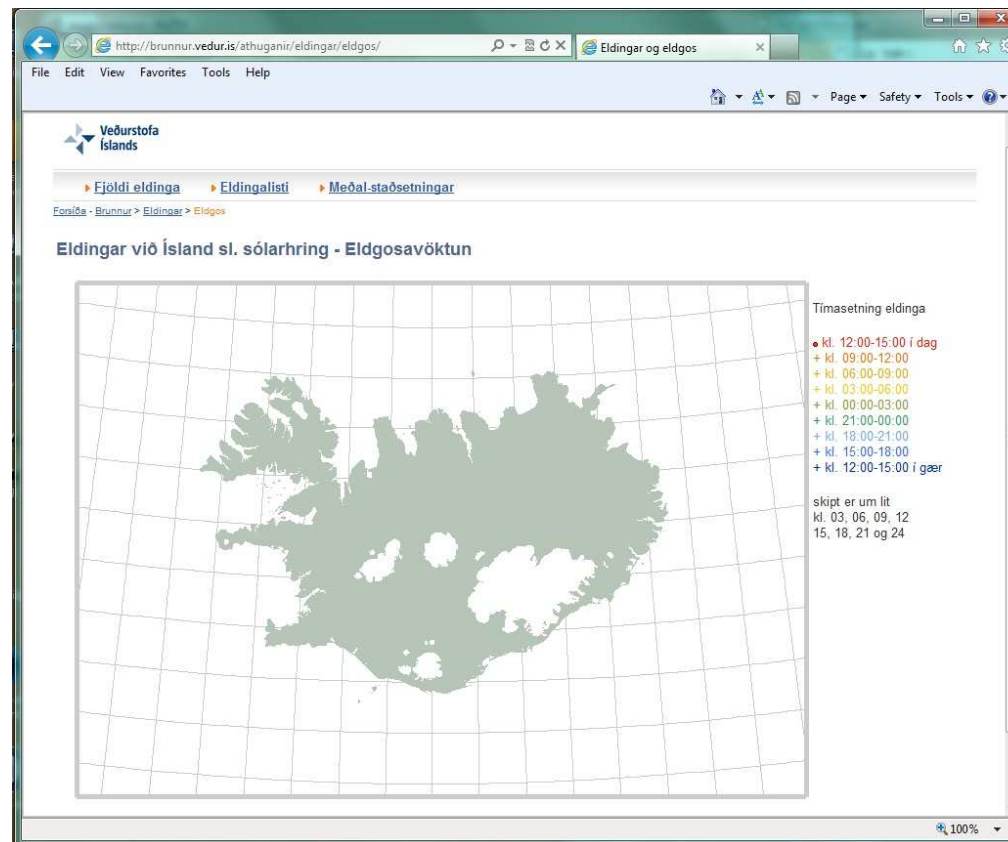 http://brunnur.vedur.is/athuganir/eldingar/eldgos/
Eldingar og eldgos
File Edit View Favorites Tools Help
Page Safety Tools
Veðurstofa
Íslands
Fjöldi eldinga Eldingalisti Meðal-staðsetningar
Forsíða - Brunnur > Eldingar > Eldgos
Eldingar við Ísland sl. sólarhring - Eldgosavöktun
Tímasetning eldinga
kl. 12:00-15:00 í dag
+ kl. 09:00-12:00
+ kl. 06:00-09:00
+ kl. 03:00-06:00
+ kl. 00:00-03:00
+ kl. 21:00-00:00
+ kl. 18:00-21:00
+ kl. 15:00-18:00
+ kl. 12:00-15:00 í gær
skipt er um lit
kl. 03, 06, 09, 12
15, 18, 21 og 24
100%